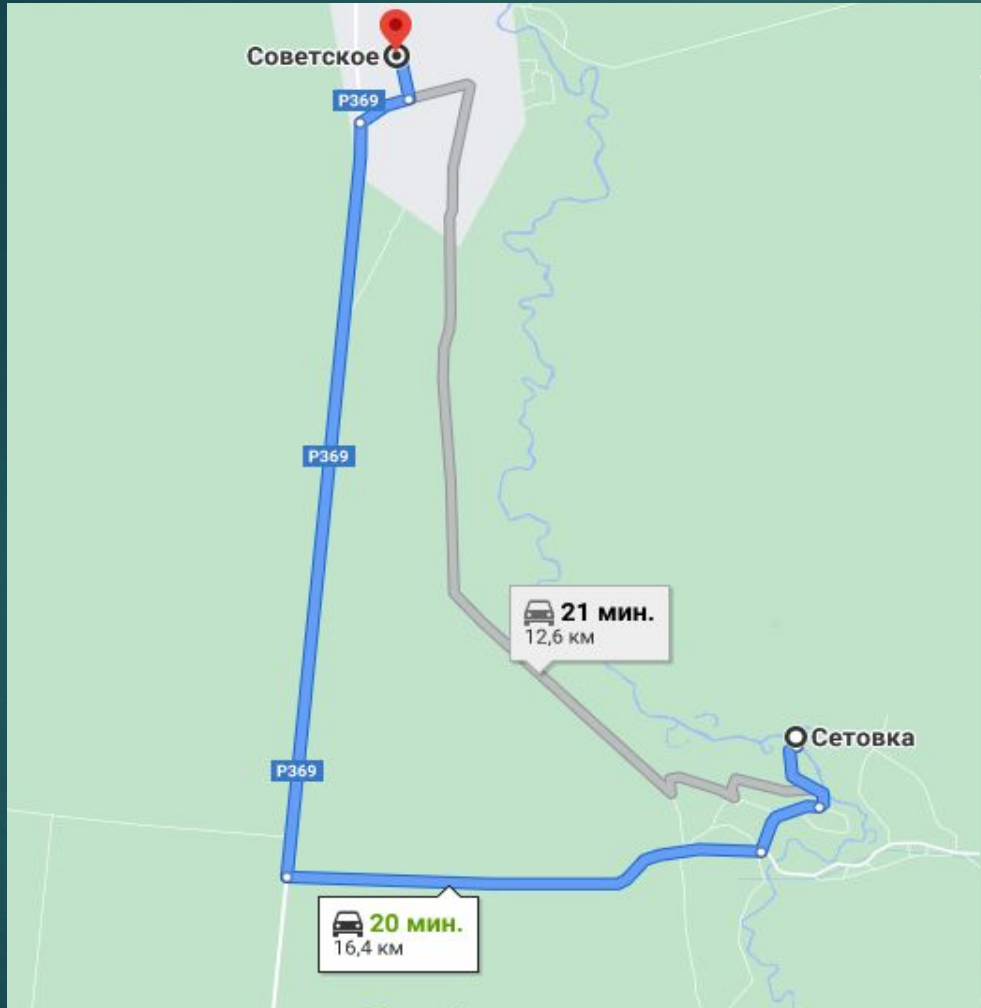 Советское
Р369
Р369
21 мин.
12,6 км
Сетовка
Р369
20 мин.
16,4 км